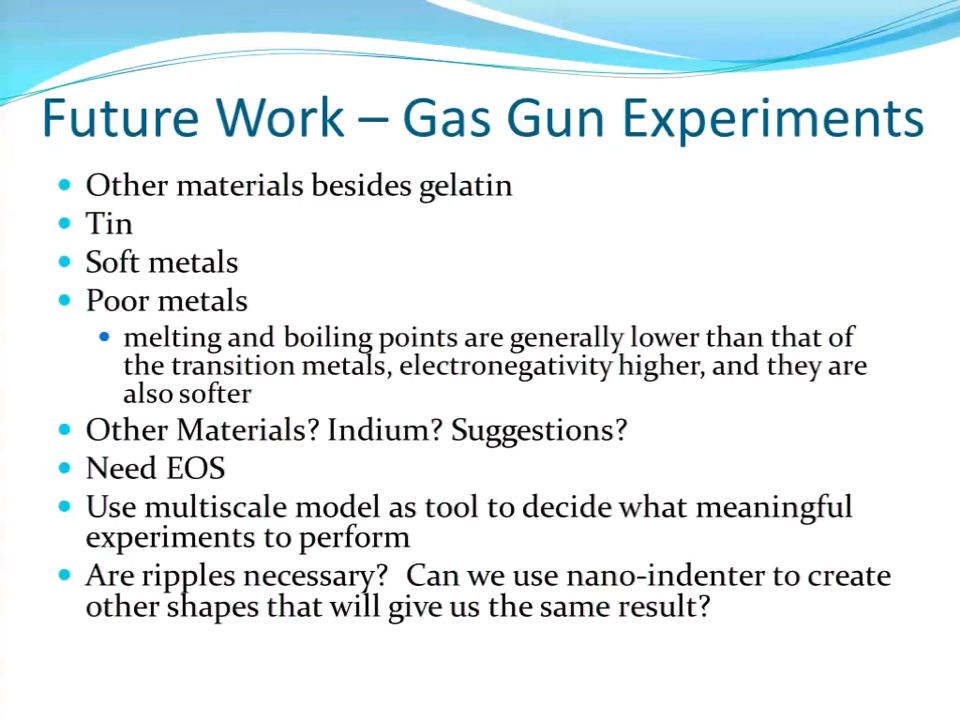 Future Work – Gas Gun Experiments
Other materials besides gelatin
Tin
Soft metals
Poor metals
melting and boiling points are generally lower than that of
the transition metals, electronegativity higher, and they are
also softer
Other Materials? Indium? Suggestions?
Need EOS
Use multiscale model as tool to decide what meaningful
experiments to perform
Are ripples necessary?  Can we use nano-indenter to create
other shapes that will give us the same result?